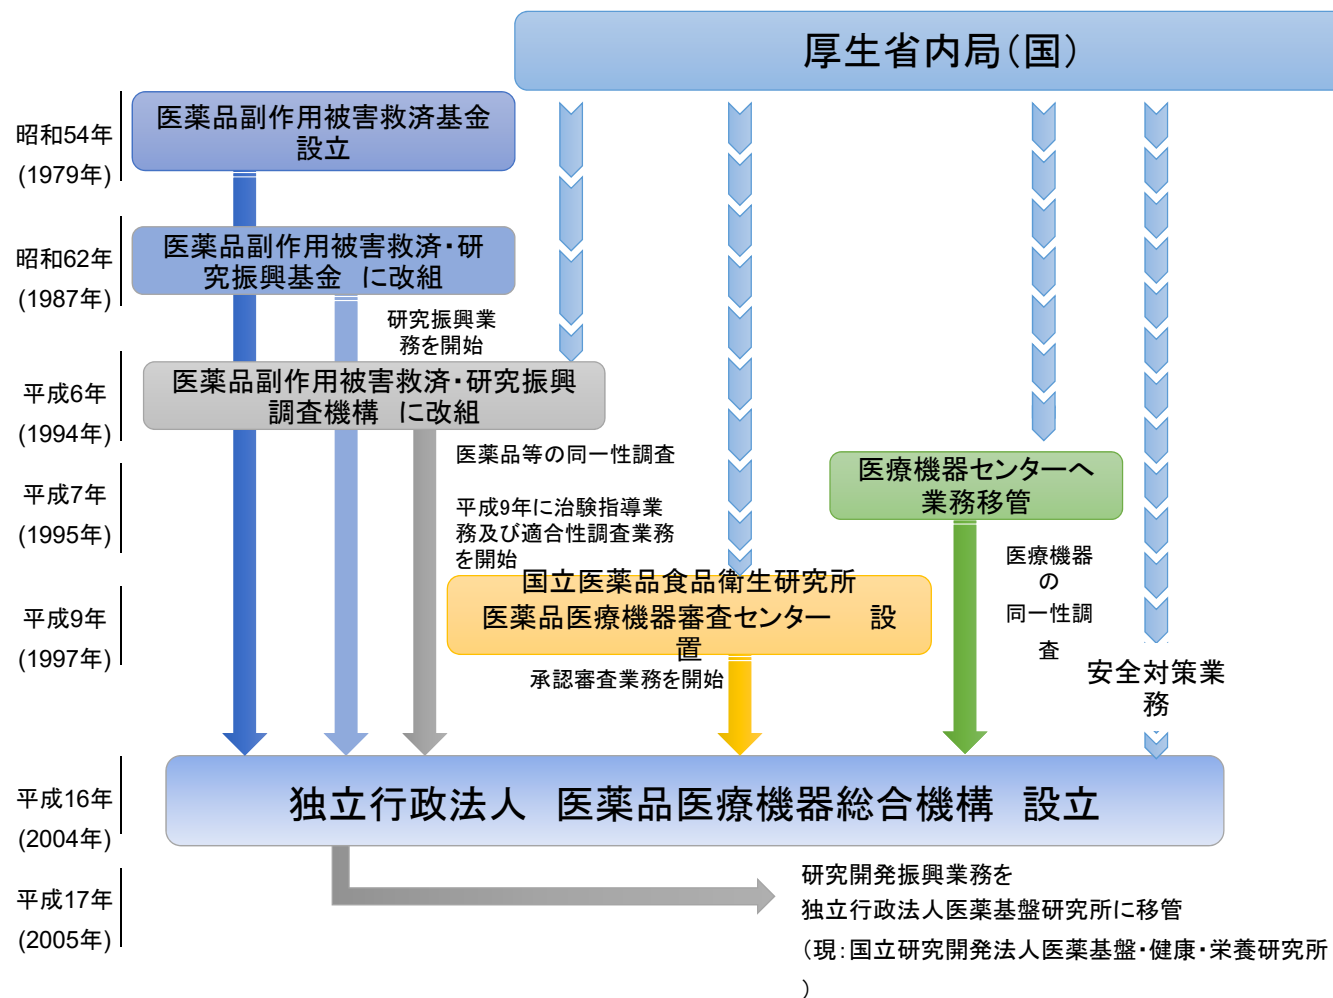 厚生省内局（国）
昭和54年
(1979年)
医薬品副作用被害救済基金
設立
昭和62年
(1987年)
医薬品副作用被害救済・研
究振興基金　に改組
研究振興業
務を開始
平成6年
(1994年)
医薬品副作用被害救済・研究振興
調査機構　に改組
医薬品等の同一性調査
平成7年
(1995年)
医療機器センターへ
業務移管
平成9年に治験指導業
務及び適合性調査業務
を開始
医療機器
の
同一性調
査
平成9年
(1997年)
国立医薬品食品衛生研究所
医薬品医療機器審査センター　設
置
承認審査業務を開始
安全対策業
務
平成16年
(2004年)
独立行政法人　医薬品医療機器総合機構　設立
平成17年
(2005年)
研究開発振興業務を
独立行政法人医薬基盤研究所に移管
（現：国立研究開発法人医薬基盤・健康・栄養研究所
）